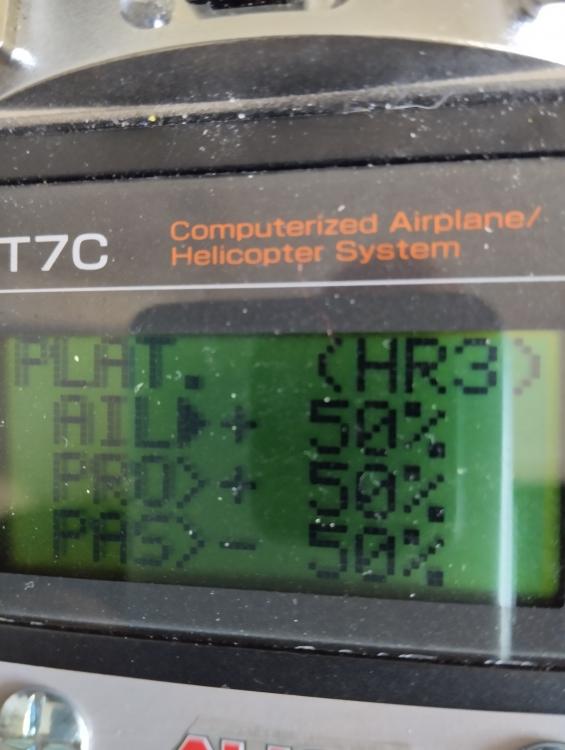 T7C
Computerized Airplane/
Helicopter System
PLAT. (HR3)
AIL▶+ 50%
PRO>+ 50%
PAS>- 50%